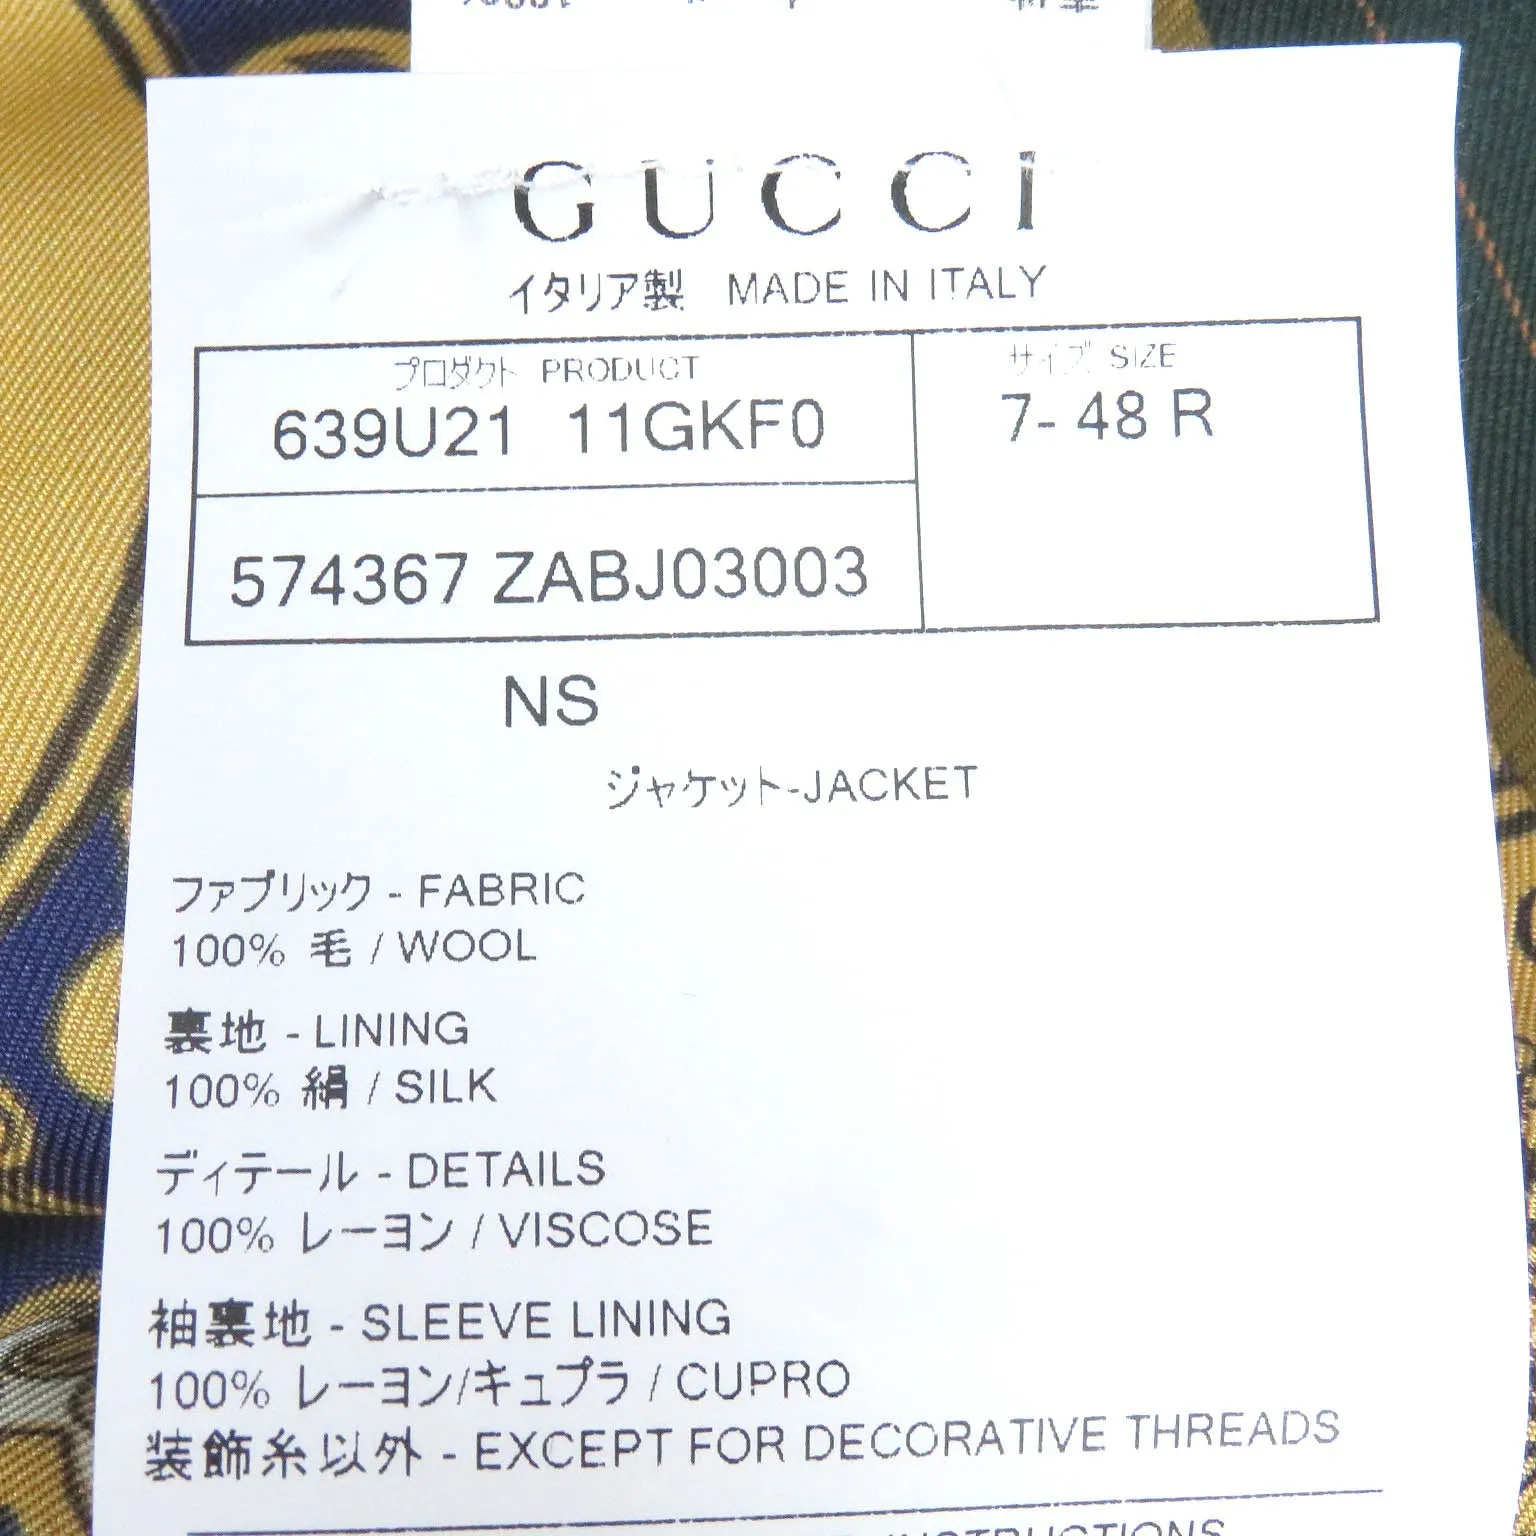 GUCCI
イタリア製 MADE IN ITALY
プロダクト PRODUCT
639U21 11GKF0
サイズ SIZE
7- 48 R
574367 ZABJ03003
NS
ジャケット-JACKET
ファブリック - FABRIC
100% 毛 / WOOL
裏地 - LINING
100% 絹 / SILK
ディテール - DETAILS
100% レーヨン / VISCOSE
袖裏地 - SLEEVE LINING
100% レーヨン/キュプラ / CUPRO
装飾糸以外 - EXCEPT FOR DECORATIVE THREADS
INSTRUCTIONS